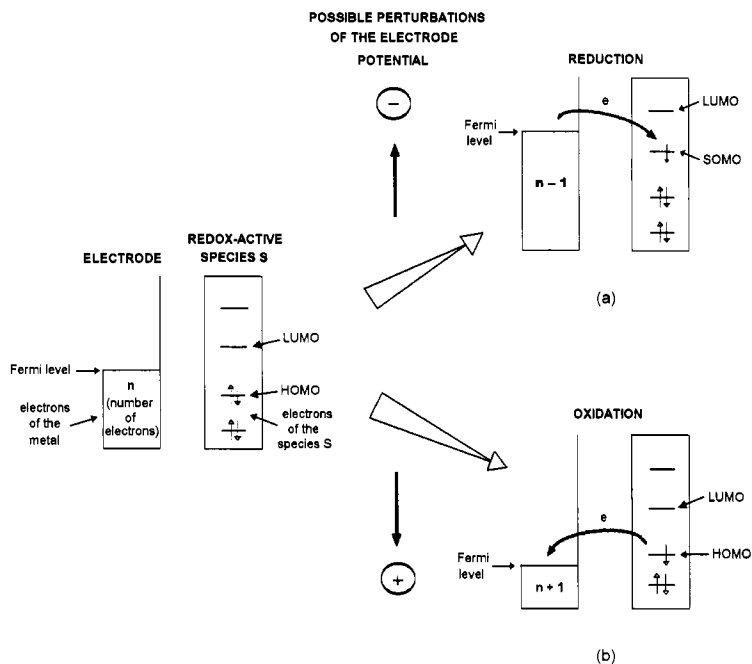 POSSIBLE PERTURBATIONS
OF THE ELECTRODE
POTENTIAL
−
REDUCTION
e
LUMO
Fermi
level
SOMO
n – 1
(a)
ELECTRODE
REDOX-ACTIVE
SPECIES S
LUMO
Fermi level
n
(number
of
electrons)
electrons
of the
metal
HOMO
electrons
of the
species S
+
OXIDATION
LUMO
e
HOMO
Fermi
level
n + 1
(b)